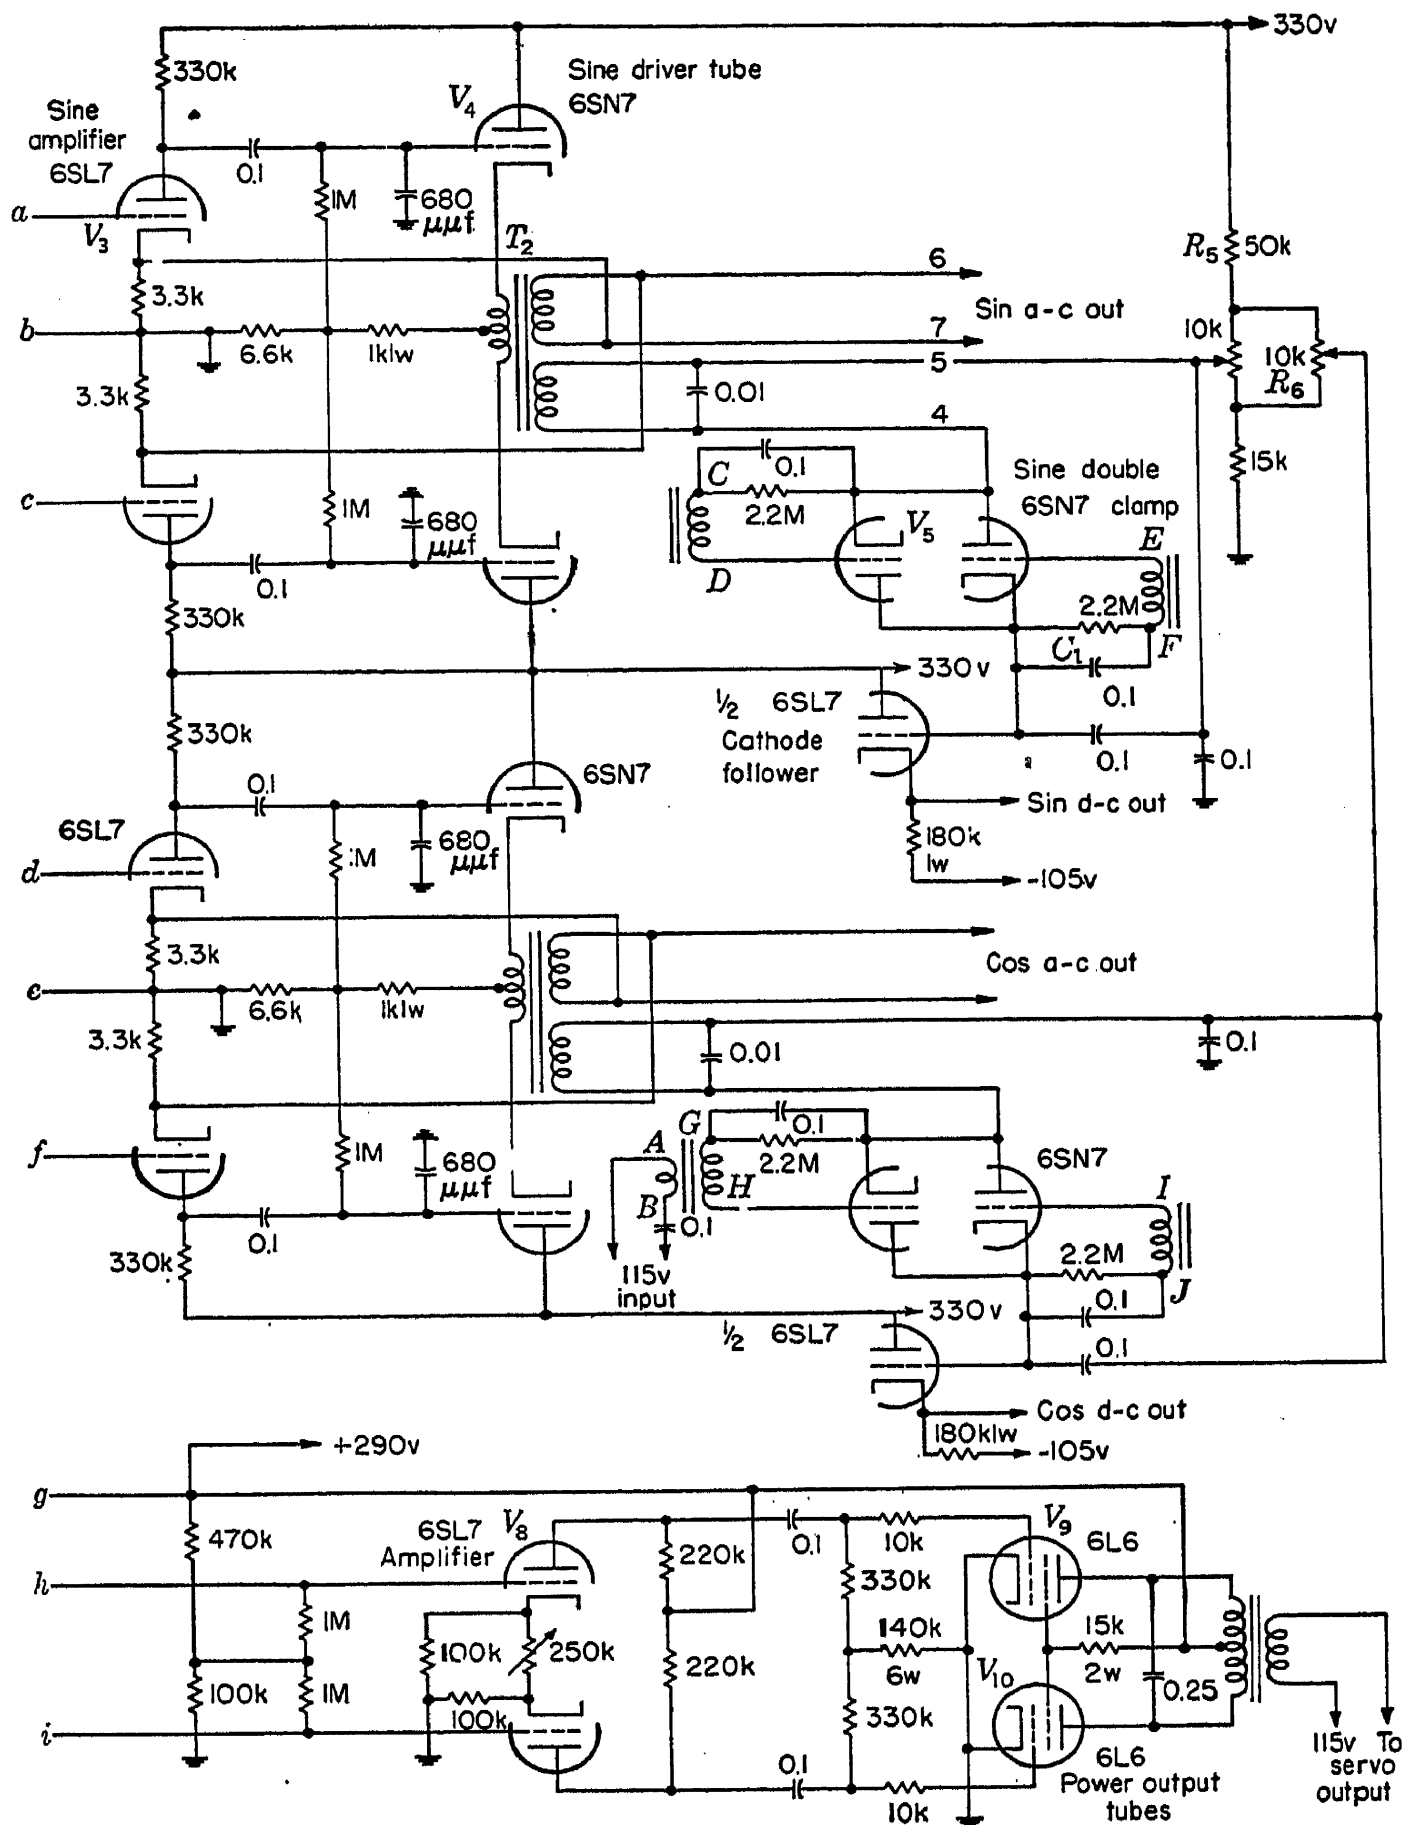 330v
330k
Sine driver tube
6SN7
V4
Sine
amplifier
6SL7
0.1
1M
680
μμf
a
V3
T2
R5
50k
6
3.3k
Sin a-c out
b
6.6k
1k1w
7
10k
10k
R6
5
3.3k
0.01
4
15k
C
0.1
Sine double
6SN7 clamp
c
1M
680
μμf
2.2M
V5
E
D
0.1
2.2M
330k
C1
F
330v
0.1
1/2 6SL7
Cathode
follower
330k
0.1
0.1
6SN7
0.1
Sin d-c out
6SL7
1M
680
μμf
180k
1w
-105v
d
3.3k
Cos a-c out
e
6.6k
1k1w
3.3k
0.01
0.1
G
0.1
A
2.2M
6SN7
f
1M
680
μμf
H
I
B
0.1
0.1
2.2M
330k
115v
input
J
0.1
330v
1/2 6SL7
0.1
Cos d-c out
180k1w
-105v
+290v
g
470k
6SL7
Amplifier
V8
V9
0.1
10k
6L6
220k
h
330k
1M
140k
6w
15k
2w
100k
250k
220k
V10
100k
1M
0.25
100k
330k
i
115v To
servo
output
0.1
6L6
Power output
tubes
10k